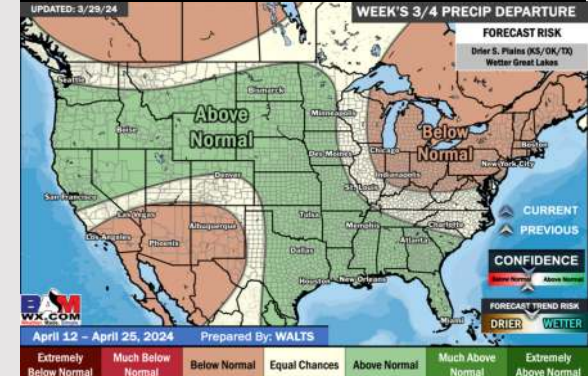 UPDATED: 3/29/24
WEEK'S 3/4 PRECIP DEPARTURE
FORECAST RISK
Drier S. Plains (KS/OK/TX)
Wetter Great Lakes
Seattle
Bismarck
Above
Normal
Minneapolis
Boise
Below
Normal
Boston
Chicago
New York City
Des Moines
Indianapolis
Denver
St. Louis
San Francisco
Las Vegas
Tulsa
Memphis
Charlotte
Los Angeles
Albuquerque
Phoenix
Atlanta
Dallas
Houston
New Orleans
Miami
CURRENT
PREVIOUS
CONFIDENCE
Below Normal
Above Normal
FORECAST TREND RISK
DRIER
WETTER
BAM
WX.COM
April 12 – April 25, 2024
Prepared By: WALTS
Extremely
Below Normal
Much Below
Normal
Below Normal
Equal Chances
Above Normal
Much Above
Normal
Extremely
Above Normal